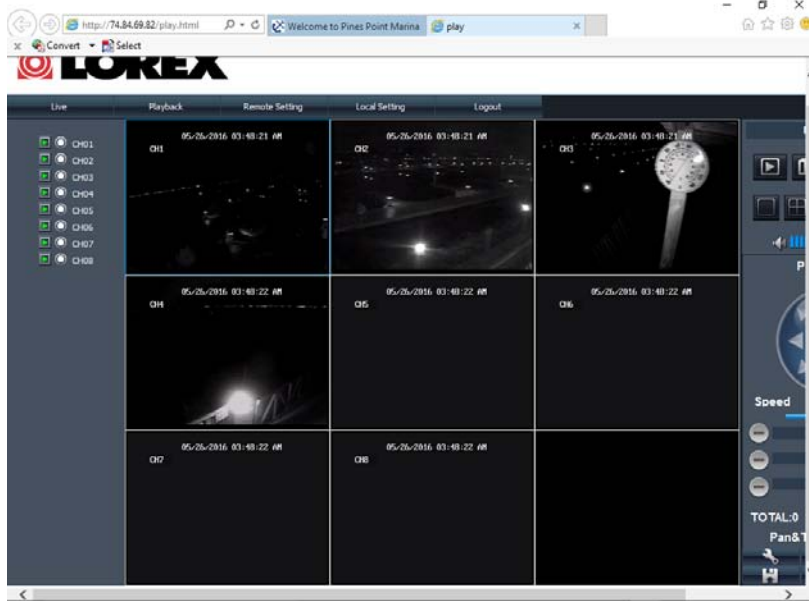 http://74.84.69.82/play.html
Welcome to Pines Point Marina
play
x Convert Select
LOREX
Live Playback Remote Setting Local Setting Logout
CH01
CH02
CH03
CH04
CH05
CH06
CH07
CH08
05/26/2016 03:48:21 AM
CH1
05/26/2016 03:48:21 AM
CH2
05/26/2016 03:48:21 AM
CH3
05/26/2016 03:48:22 AM
CH4
05/26/2016 03:48:22 AM
CH5
05/26/2016 03:48:22 AM
CH6
05/26/2016 03:48:22 AM
CH7
05/26/2016 03:48:22 AM
CH8
P
Speed
TOTAL:0
Pan&T